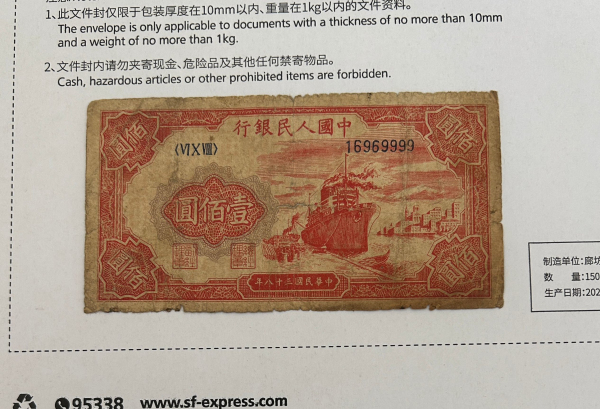 1、此文件封仅限于包装厚度在10mm以内、重量在1kg以内的文件资料。
The envelope is only applicable to documents with a thickness of no more than 10mm
and a weight of no more than 1kg.
2、文件封内请勿夹寄现金、危险品及其他任何禁寄物品。
Cash, hazardous articles or other prohibited items are forbidden.
行銀民人國中
圓佰
圓佰
〈VIXVIII〉
16969999
圓佰壹
圓佰
圓佰
年八十三國民華中
制造单位:廊坊
数 量:150
生产日期:202
95338 www.sf-express.com